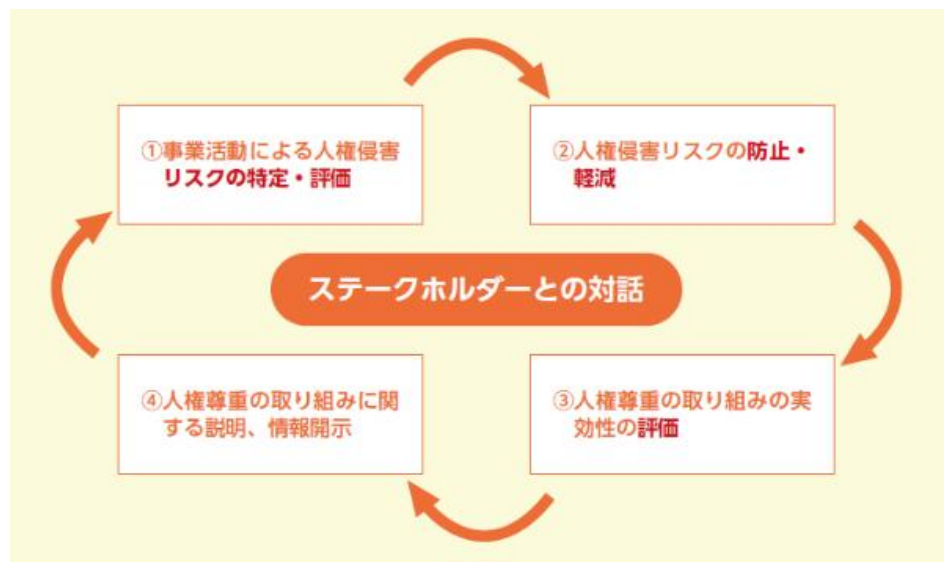 ①事業活動による人権侵害
リスクの特定・評価
②人権侵害リスクの防止・
軽減
ステークホルダーとの対話
④人権尊重の取り組みに関
する説明、情報開示
③人権尊重の取り組みの実
効性の評価